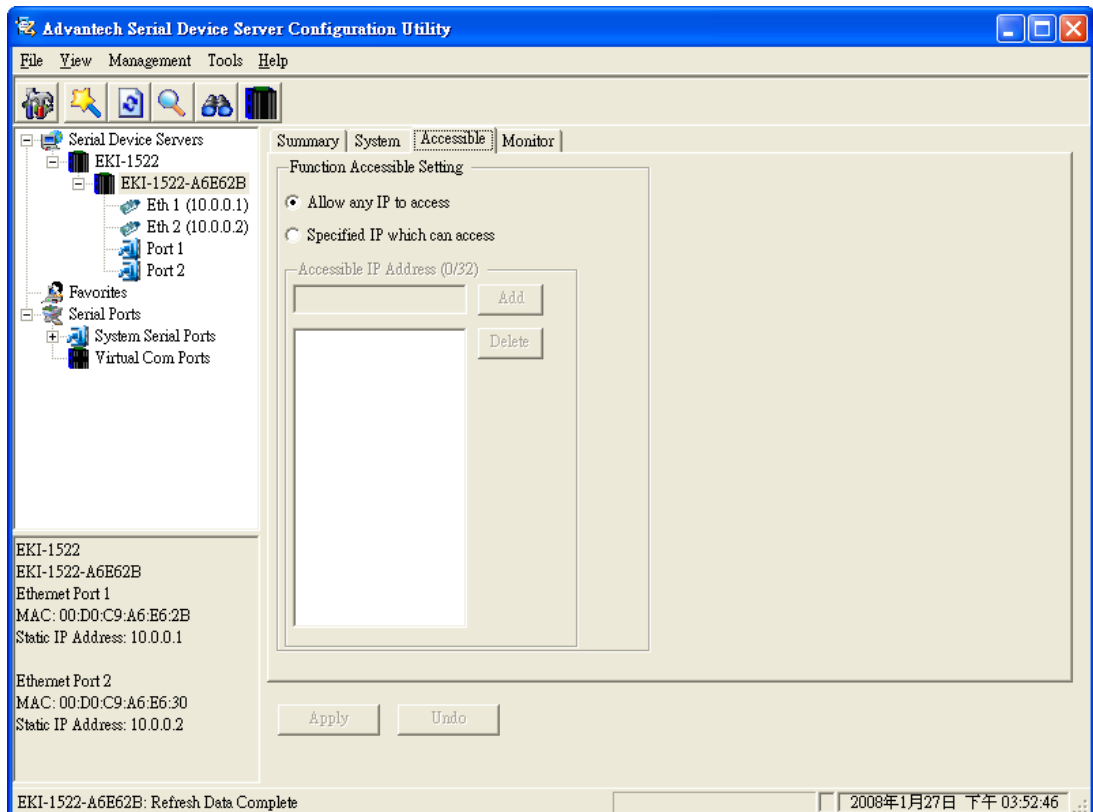 Advantech Serial Device Server Configuration Utility
File View Management Tools Help
Serial Device Servers
EKI-1522
EKI-1522-A6E62B
Eth 1 (10.0.0.1)
Eth 2 (10.0.0.2)
Port 1
Port 2
Favorites
Serial Ports
System Serial Ports
Virtual Com Ports
EKI-1522
EKI-1522-A6E62B
Ethernet Port 1
MAC: 00:D0:C9:A6:E6:2B
Static IP Address: 10.0.0.1
Ethernet Port 2
MAC: 00:D0:C9:A6:E6:30
Static IP Address: 10.0.0.2
Summary System Accessible Monitor
Function Accessible Setting
Allow any IP to access
Specified IP which can access
Accessible IP Address (0/32)
Add
Delete
Apply Undo
EKI-1522-A6E62B: Refresh Data Complete
2008年1月27日 下午 03:52:46